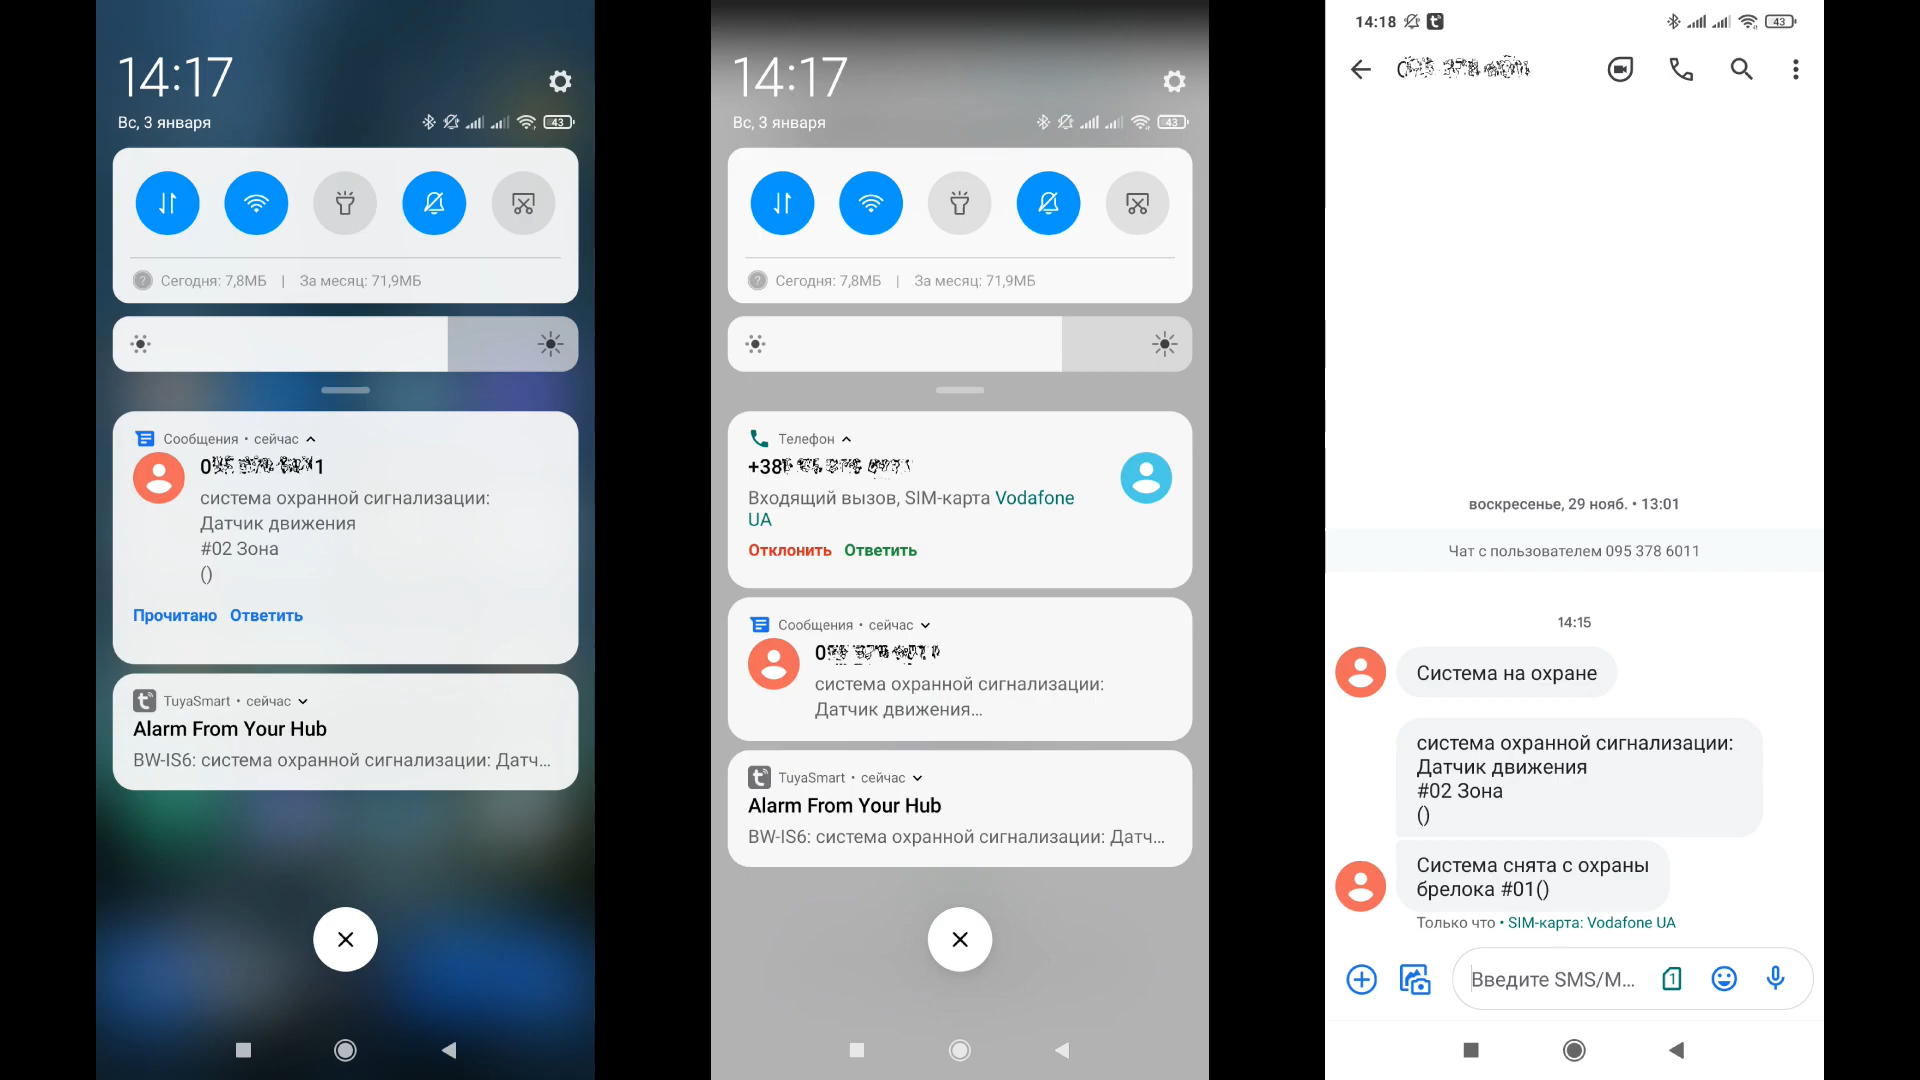 14:17
Вс, 3 января
43
Сегодня: 7,8МБ | За месяц: 71,9МБ
Сообщения • сейчас
система охранной сигнализации:
Датчик движения
#02 Зона
()
Прочитано Ответить
TuyaSmart • сейчас
Alarm From Your Hub
BW-IS6: система охранной сигнализации: Датч...
14:17
Вс, 3 января
43
Сегодня: 7,8МБ | За месяц: 71,9МБ
Телефон
+38
Входящий вызов, SIM-карта Vodafone
UA
Отклонить Ответить
Сообщения • сейчас
система охранной сигнализации:
Датчик движения...
TuyaSmart • сейчас
Alarm From Your Hub
BW-IS6: система охранной сигнализации: Датч...
14:18
43
воскресенье, 29 нояб. • 13:01
Чат с пользователем 095 378 6011
14:15
Система на охране
система охранной сигнализации:
Датчик движения
#02 Зона
()
Система снята с охраны
брелока #01()
Только что • SIM-карта: Vodafone UA
Введите SMS/M...
1